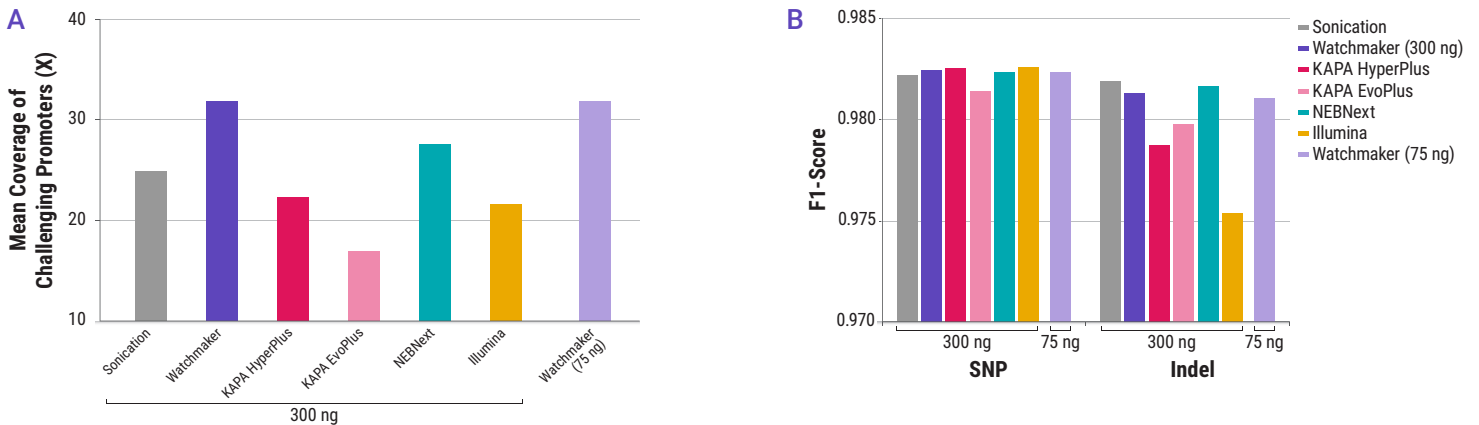 A
Mean Coverage of
Challenging Promoters (X)
40
30
20
10
Sonication
Watchmaker
KAPA HyperPlus
KAPA EvoPlus
NEBNext
Illumina
Watchmaker
(75 ng)
300 ng
B
F1-Score
0.985
0.980
0.975
0.970
300 ng
75 ng
300 ng
75 ng
SNP
Indel
Sonication
Watchmaker (300 ng)
KAPA HyperPlus
KAPA EvoPlus
NEBNext
Illumina
Watchmaker (75 ng)